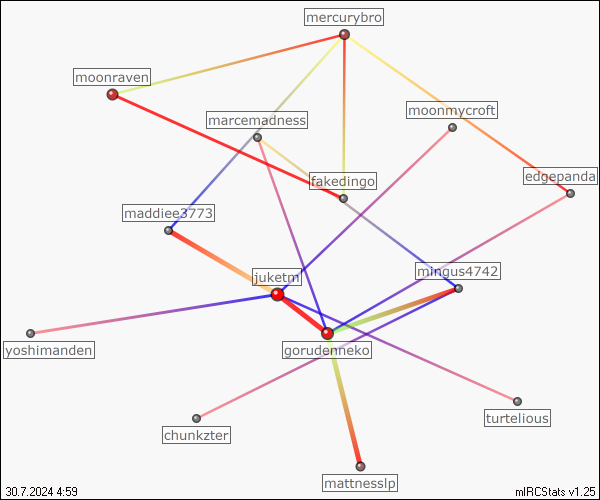 mercurybro
moonraven
moonmycroft
marcemadness
edgepanda
fakedingo
maddiee3773
mingus4742
juketm
yoshimanden
gorudenneko
turtelious
chunkzter
mattnesslp
30.7.2024 4:59
mIRCStats v1.25